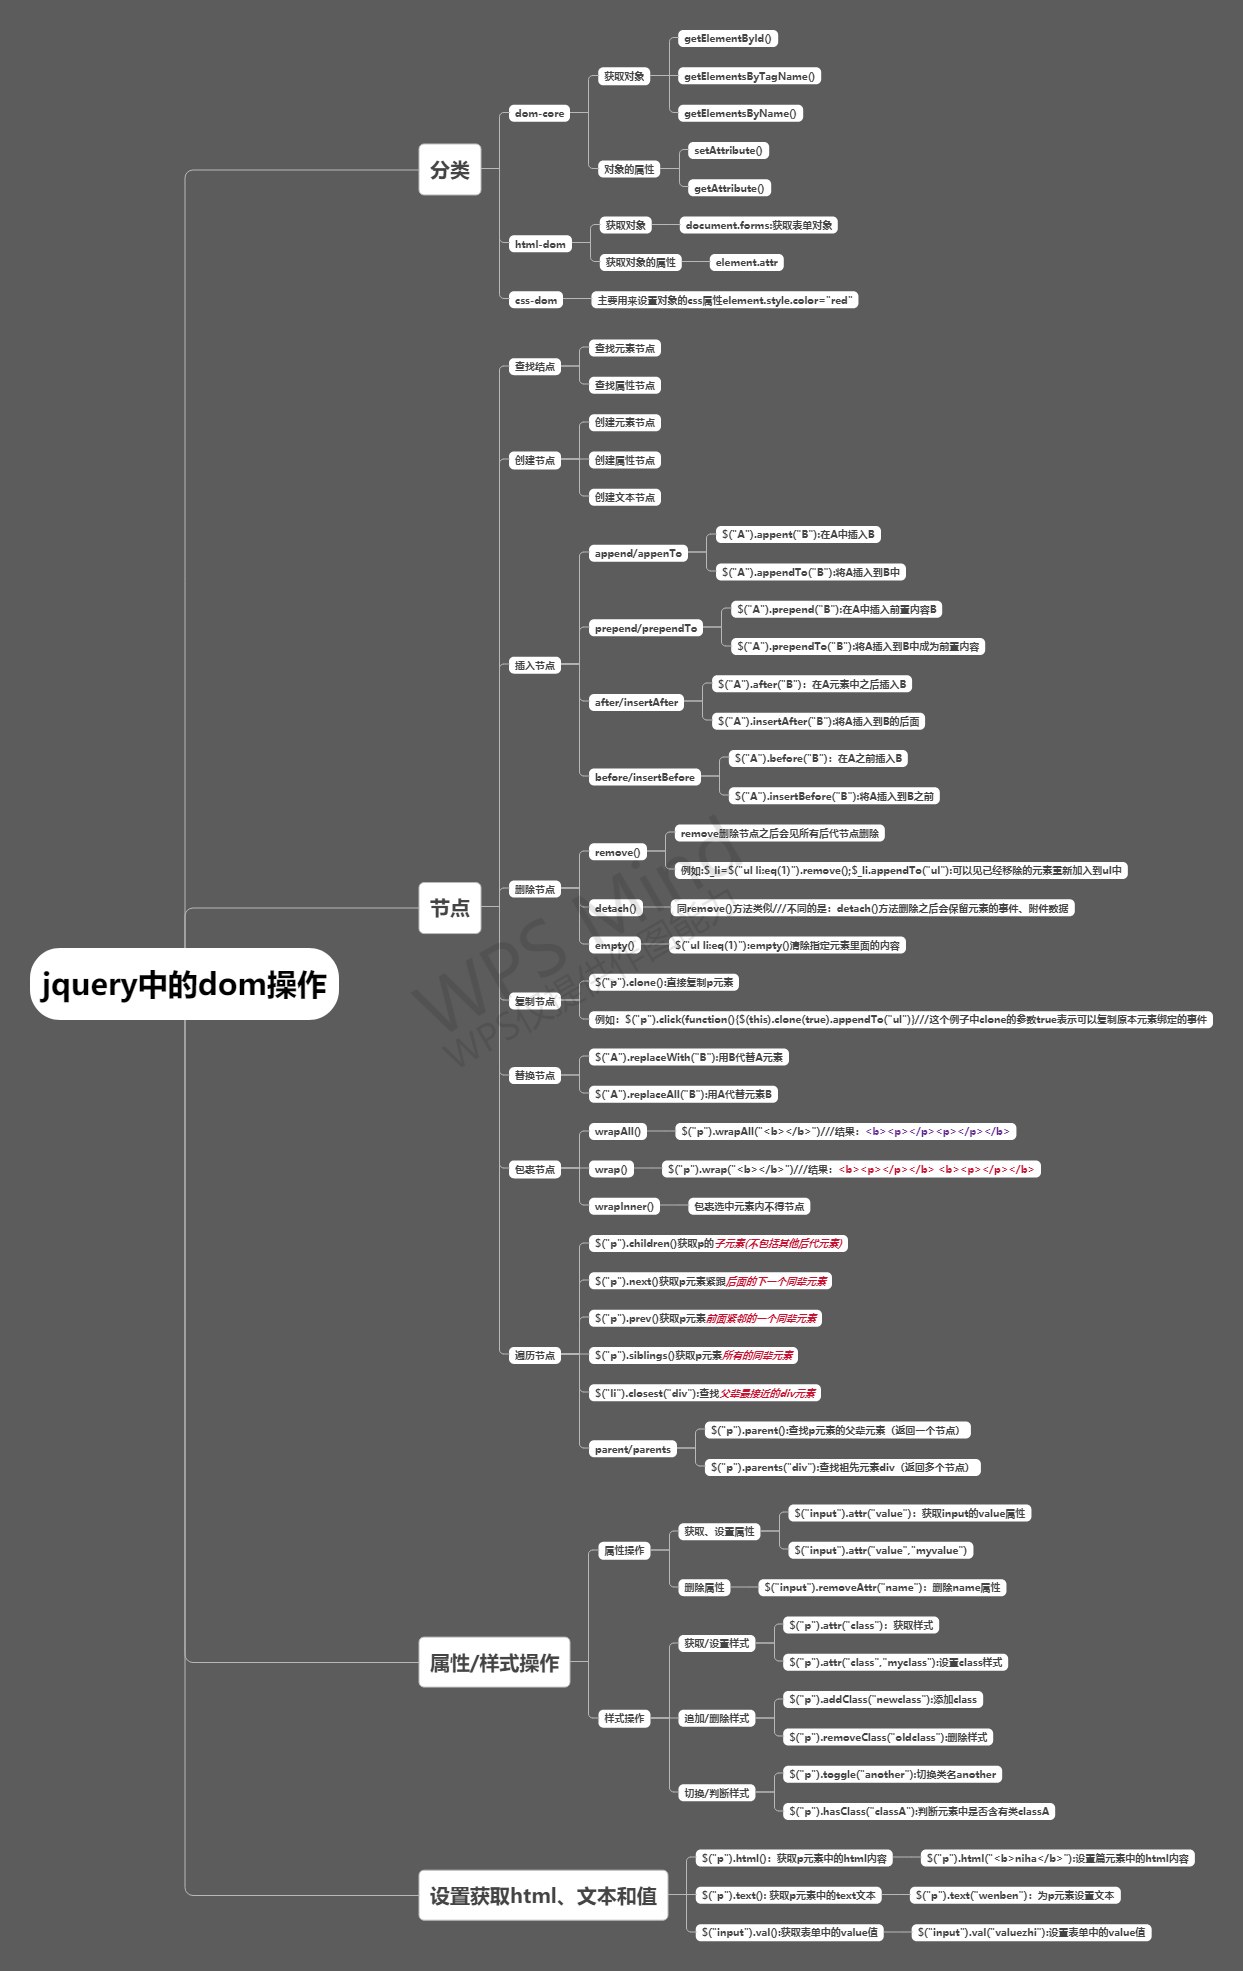 jquery中的dom操作
分类
dom-core
获取对象
getElementById()
getElementsByTagName()
getElementsByName()
对象的属性
setAttribute()
getAttribute()
html-dom
获取对象
document.forms:获取表单对象
获取对象的属性
element.attr
css-dom
主要用来设置对象的css属性element.style.color="red"
节点
查找结点
查找元素节点
查找属性节点
创建节点
创建元素节点
创建属性节点
创建文本节点
插入节点
append/appenTo
$("A").appent("B"):在A中插入B
$("A").appendTo("B"):将A插入到B中
prepend/prependTo
$("A").prepend("B"):在A中插入前置内容B
$("A").prependTo("B"):将A插入到B中成为前置内容
after/insertAfter
$("A").after("B")：在A元素中之后插入B
$("A").insertAfter("B"):将A插入到B的后面
before/insertBefore
$("A").before("B")：在A之前插入B
$("A").insertBefore("B"):将A插入到B之前
删除节点
remove()
remove删除节点之后会见所有后代节点删除
例如:$_li=$("ul li:eq(1)").remove();$_li.appendTo("ul"):可以见已经移除的元素重新加入到ul中
detach()
同remove()方法类似///不同的是：detach()方法删除之后会保留元素的事件、附件数据
empty()
$("ul li:eq(1)"):empty()清除指定元素里面的内容
复制节点
$("p").clone():直接复制p元素
例如：$("p").click(function(){$(this).clone(true).appendTo("ul")}///这个例子中clone的参数true表示可以复制原本元素绑定的事件
替换节点
$("A").replaceWith("B"):用B代替A元素
$("A").replaceAll("B"):用A代替元素B
包裹节点
wrapAll()
$("p").wrapAll("<b></b>")///结果：<b><p></p><p></p></b>
wrap()
$("p").wrap("<b></b>")///结果：<b><p></p></b> <b><p></p></b>
wrapInner()
包裹选中元素内不得节点
遍历节点
$("p").children()获取p的子元素(不包括其他后代元素)
$("p").next()获取p元素紧跟后面的下一个同辈元素
$("p").prev()获取p元素前面紧邻的一个同辈元素
$("p").siblings()获取p元素所有的同辈元素
$("li").closest("div"):查找父辈最接近的div元素
parent/parents
$("p").parent():查找p元素的父辈元素（返回一个节点）
$("p").parents("div"):查找祖先元素div（返回多个节点）
属性/样式操作
属性操作
获取、设置属性
$("input").attr("value")：获取input的value属性
$("input").attr("value","myvalue")
删除属性
$("input").removeAttr("name")：删除name属性
样式操作
获取/设置样式
$("p").attr("class")：获取样式
$("p").attr("class","myclass"):设置class样式
追加/删除样式
$("p").addClass("newclass"):添加class
$("p").removeClass("oldclass"):删除样式
切换/判断样式
$("p").toggle("another"):切换类名another
$("p").hasClass("classA"):判断元素中是否含有类classA
设置获取html、文本和值
$("p").html()：获取p元素中的html内容
$("p").html("<b>niha</b>"):设置篇元素中的html内容
$("p").text(): 获取p元素中的text文本
$("p").text("wenben")：为p元素设置文本
$("input").val():获取表单中的value值
$("input").val("valuezhi"):设置表单中的value值
WPS Mind
WPS仅提供作图能力